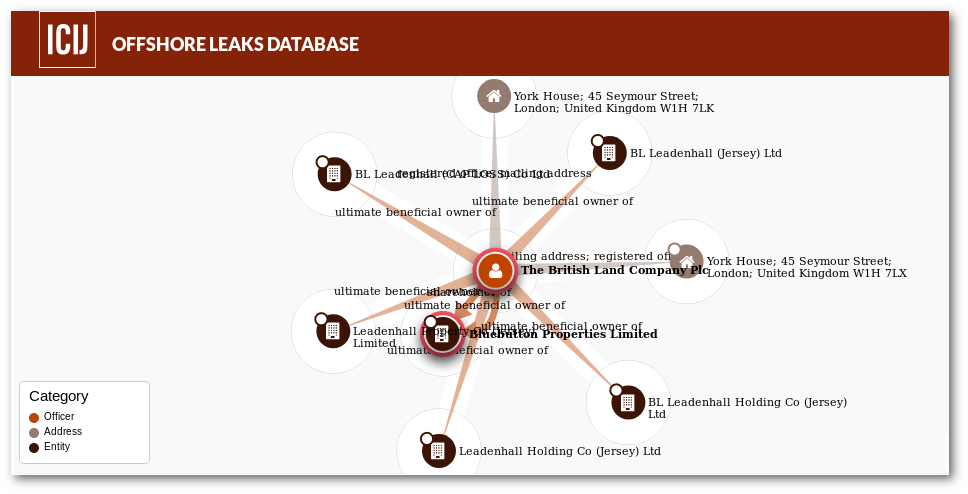 ICIJ
OFFSHORE LEAKS DATABASE
York House; 45 Seymour Street;
London; United Kingdom W1H 7LK
BL Leadenhall (Jersey) Ltd
BL Leadenhall (CAP LOSS) Co Ltd
registered office; mailing address
ultimate beneficial owner of
ultimate beneficial owner of
mailing address; registered office
York House; 45 Seymour Street;
London; United Kingdom W1H 7LX
The British Land Company Plc
ultimate beneficial owner of
shareholder of
ultimate beneficial owner of
ultimate beneficial owner of
Leadenhall Property
Limited
Bluebutton Properties Limited
ultimate beneficial owner of
BL Leadenhall Holding Co (Jersey)
Ltd
Leadenhall Holding Co (Jersey) Ltd
Category
Officer
Address
Entity